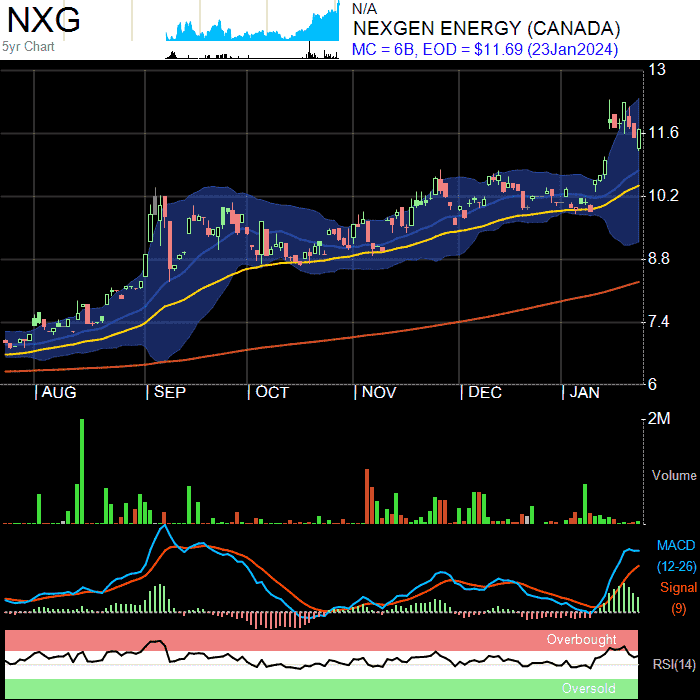 NXG
5yr Chart
N/A
NEXGEN ENERGY (CANADA)
MC = 6B, EOD = $11.69 (23Jan2024)
13
11.6
10.2
8.8
7.4
6
AUG SEP OCT NOV DEC JAN
2M
Volume
MACD
(12-26)
Signal
(9)
Overbought
RSI(14)
Oversold